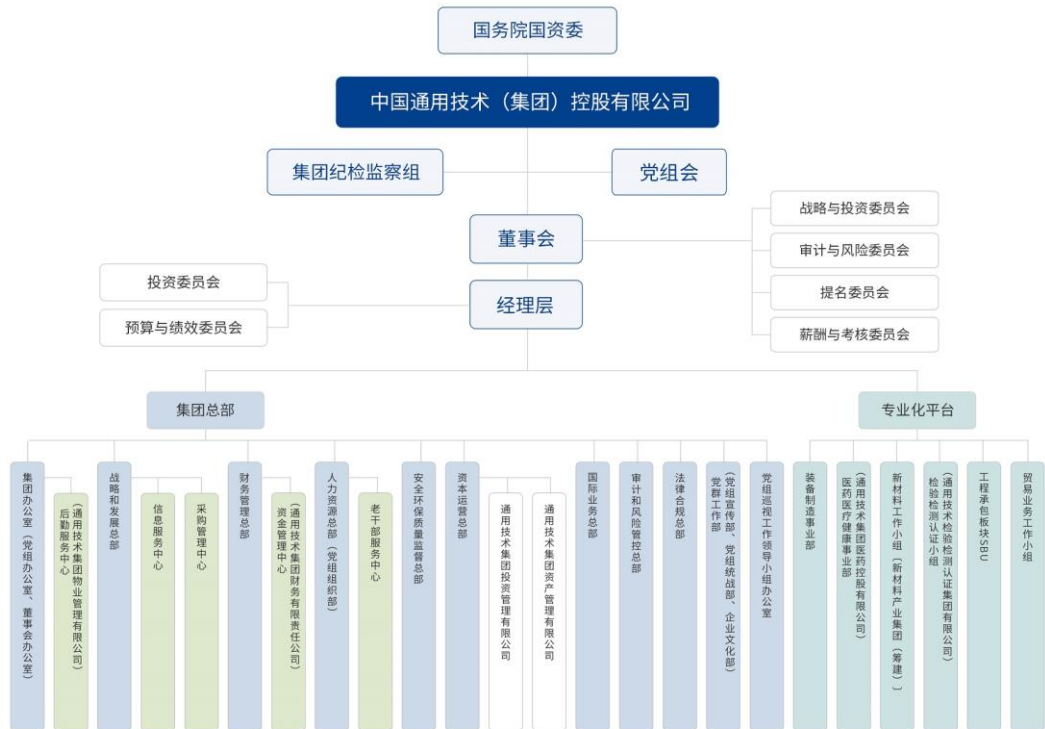 国务院国资委
中国通用技术（集团）控股有限公司
集团纪检监察组
党组会
战略与投资委员会
董事会
审计与风险委员会
投资委员会
经理层
提名委员会
预算与绩效委员会
薪酬与考核委员会
集团总部
专业化平台
集团办公室（党组办公室、董事会办公室）
后勤服务中心
（通用技术集团物业管理有限公司）
战略和发展总部
信息服务中心
采购管理中心
财务管理总部
资金管理中心
（通用技术集团财务有限责任公司）
人力资源总部（党组组织部）
老干部服务中心
安全环保质量监督总部
资本运营总部
通用技术集团投资管理有限公司
通用技术集团资产管理有限公司
国际业务总部
审计和风险管控总部
法律合规总部
党群工作部
（党组宣传部、党组统战部、企业文化部）
党组巡视工作领导小组办公室
装备制造事业部
医药医疗健康事业部
（通用技术集团医药控股有限公司）
新材料工作小组〔新材料产业集团（筹建）〕
检验检测认证小组
（通用技术检验检测认证集团有限公司）
工程承包板块SBU
贸易业务工作小组